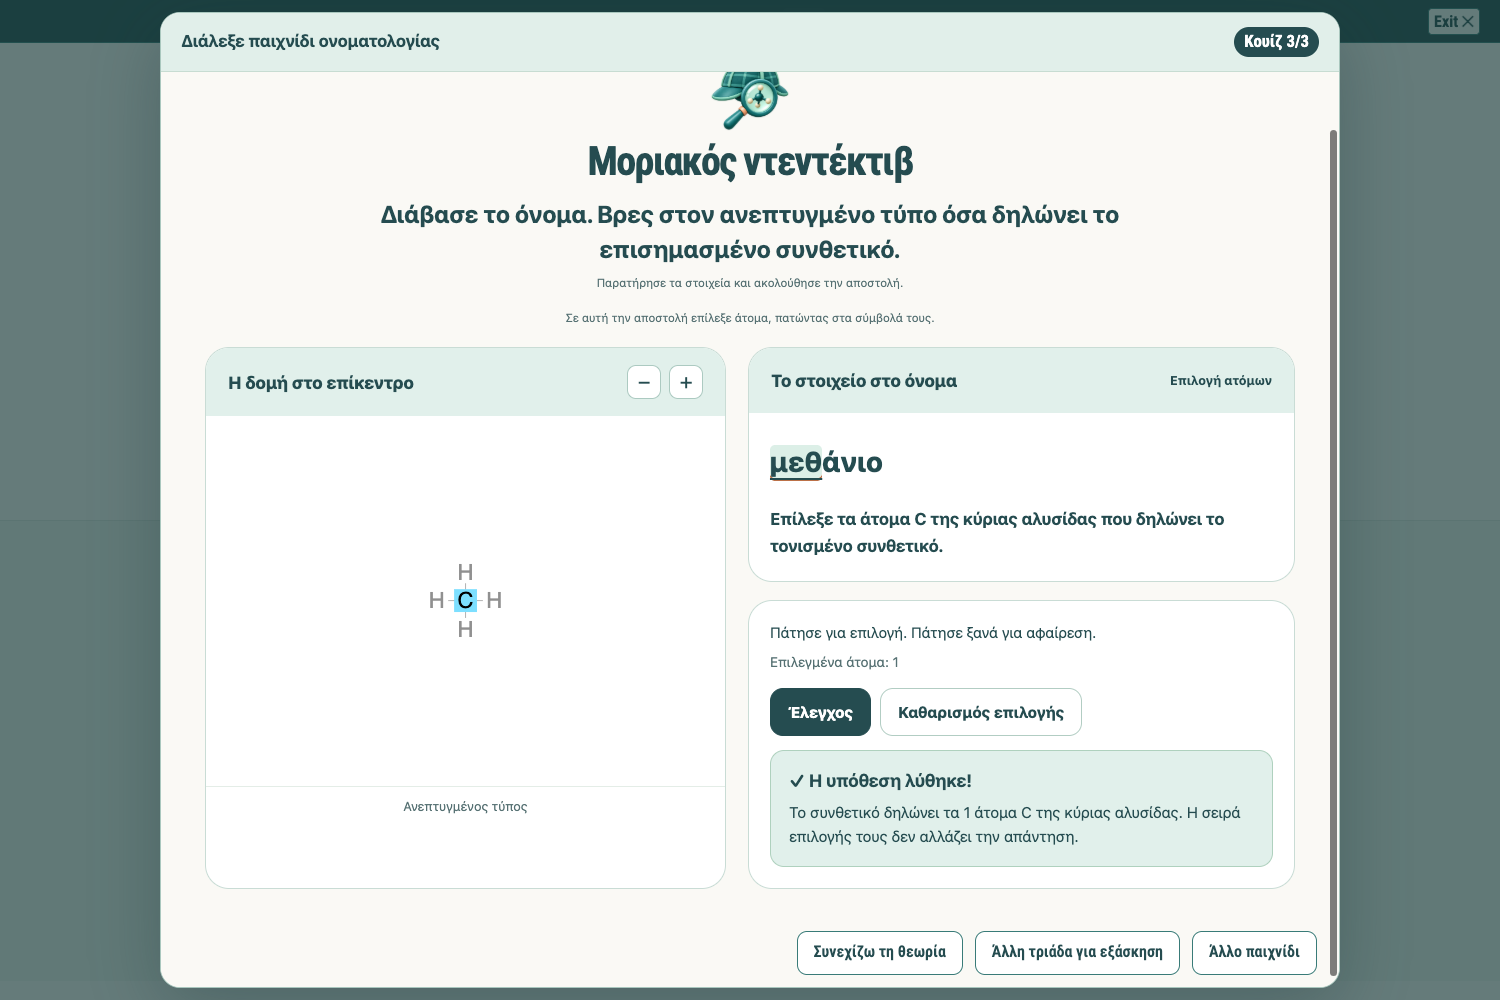 Exit
Διάλεξε παιχνίδι ονοματολογίας
Κουίζ 3/3
Μοριακός ντεντέκτιβ
Διάβασε το όνομα. Βρες στον ανεπτυγμένο τύπο όσα δηλώνει το
επισημασμένο συνθετικό.
Παρατήρησε τα στοιχεία και ακολούθησε την αποστολή.
Σε αυτή την αποστολή επίλεξε άτομα, πατώντας στα σύμβολά τους.
Η δομή στο επίκεντρο
− +
H
H C H
H
Ανεπτυγμένος τύπος
Το στοιχείο στο όνομα
Επιλογή ατόμων
μεθάνιο
Επίλεξε τα άτομα C της κύριας αλυσίδας που δηλώνει το
τονισμένο συνθετικό.
Πάτησε για επιλογή. Πάτησε ξανά για αφαίρεση.
Επιλεγμένα άτομα: 1
Έλεγχος
Καθαρισμός επιλογής
✓ Η υπόθεση λύθηκε!
Το συνθετικό δηλώνει τα 1 άτομα C της κύριας αλυσίδας. Η σειρά
επιλογής τους δεν αλλάζει την απάντηση.
Συνεχίζω τη θεωρία
Άλλη τριάδα για εξάσκηση
Άλλο παιχνίδι